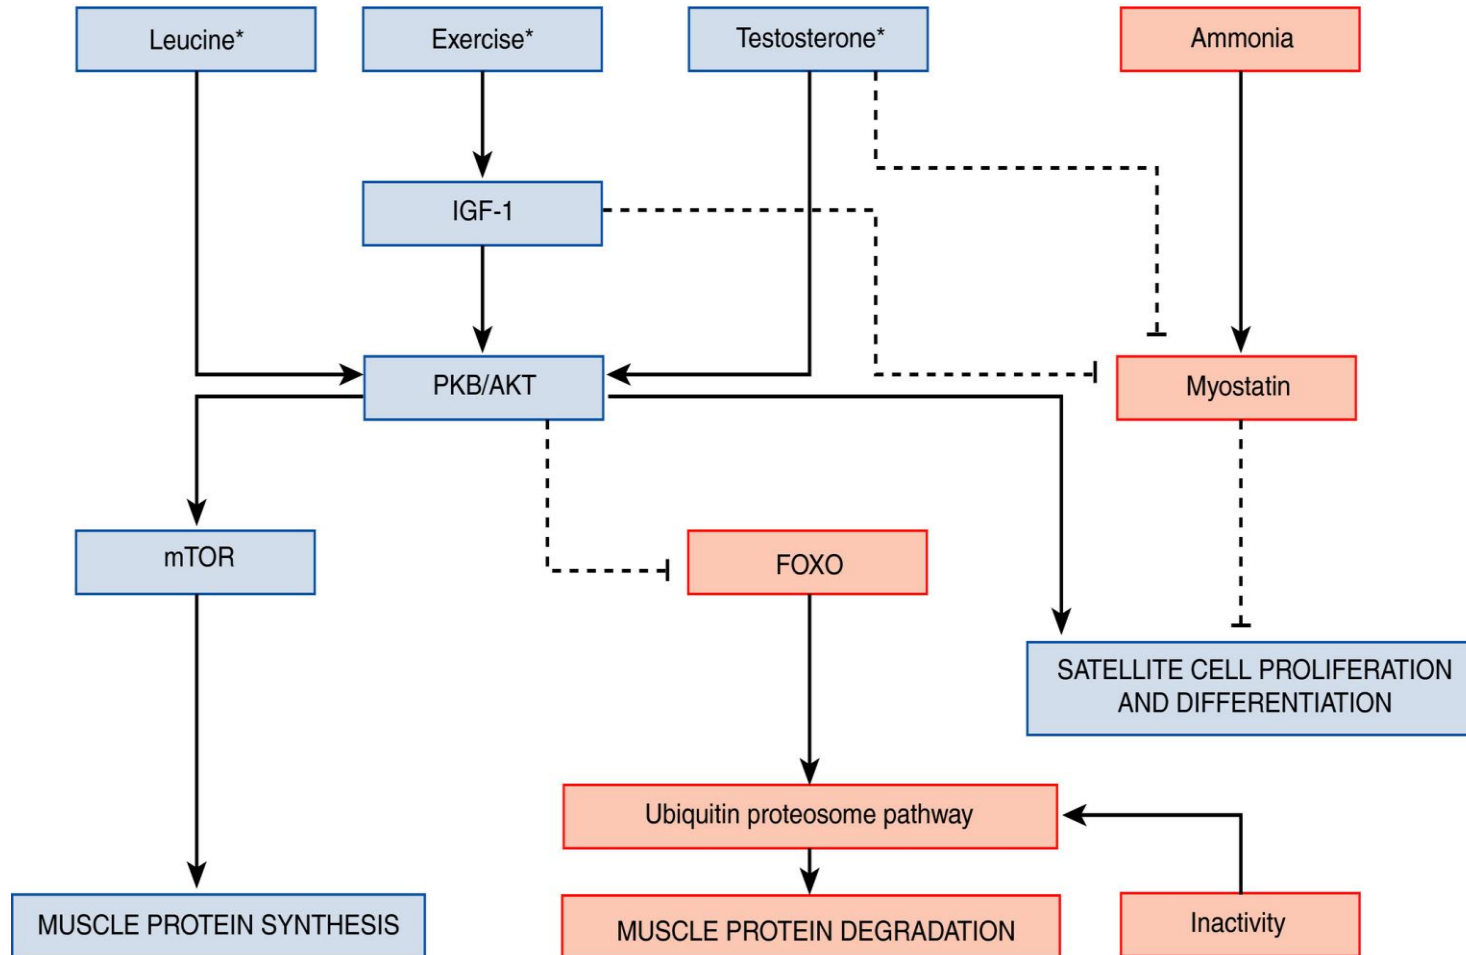 Leucine*
Exercise*
Testosterone*
Ammonia
IGF-1
PKB/AKT
Myostatin
mTOR
FOXO
SATELLITE CELL PROLIFERATION
AND DIFFERENTIATION
Ubiquitin proteosome pathway
MUSCLE PROTEIN SYNTHESIS
MUSCLE PROTEIN DEGRADATION
Inactivity